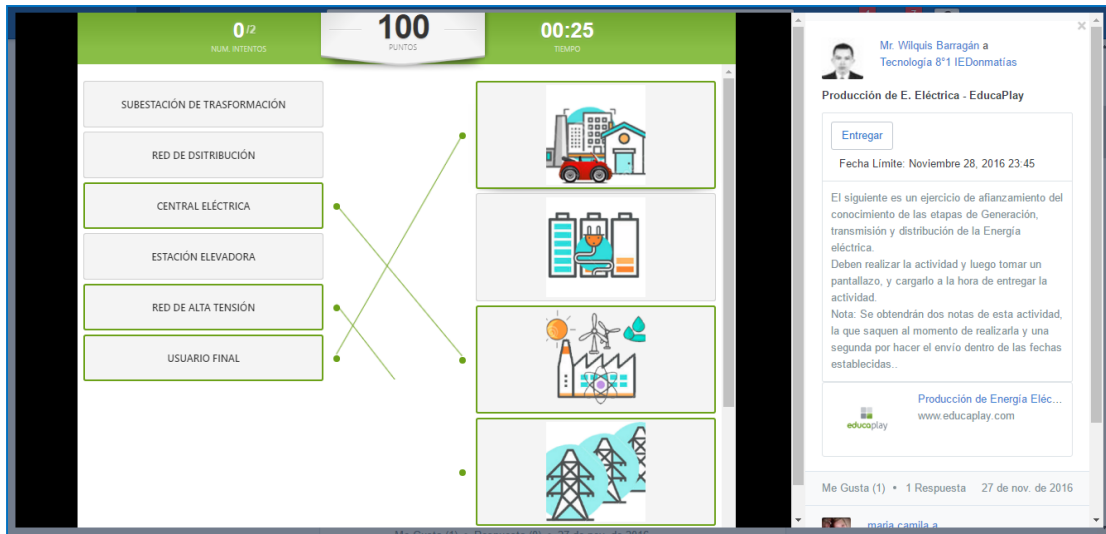 0/2
NUM. INTENTOS
100
PUNTOS
00:25
TIEMPO
SUBESTACIÓN DE TRASFORMACIÓN
RED DE DSITRIBUCIÓN
CENTRAL ELÉCTRICA
ESTACIÓN ELEVADORA
RED DE ALTA TENSIÓN
USUARIO FINAL
Mr. Wilquis Barragán a
Tecnología 8°1 IEDonmatías
Producción de E. Eléctrica - EducaPlay
Entregar
Fecha Límite: Noviembre 28, 2016 23:45
El siguiente es un ejercicio de afianzamiento del
conocimiento de las etapas de Generación,
transmisión y distribución de la Energía
eléctrica.
Deben realizar la actividad y luego tomar un
pantallazo, y cargarlo a la hora de entregar la
actividad.
Nota: Se obtendrán dos notas de esta actividad,
la que saquen al momento de realizarla y una
segunda por hacer el envío dentro de las fechas
establecidas..
educaplay
Producción de Energía Eléc...
www.educaplay.com
Me Gusta (1) • 1 Respuesta 27 de nov. de 2016
maria camila a